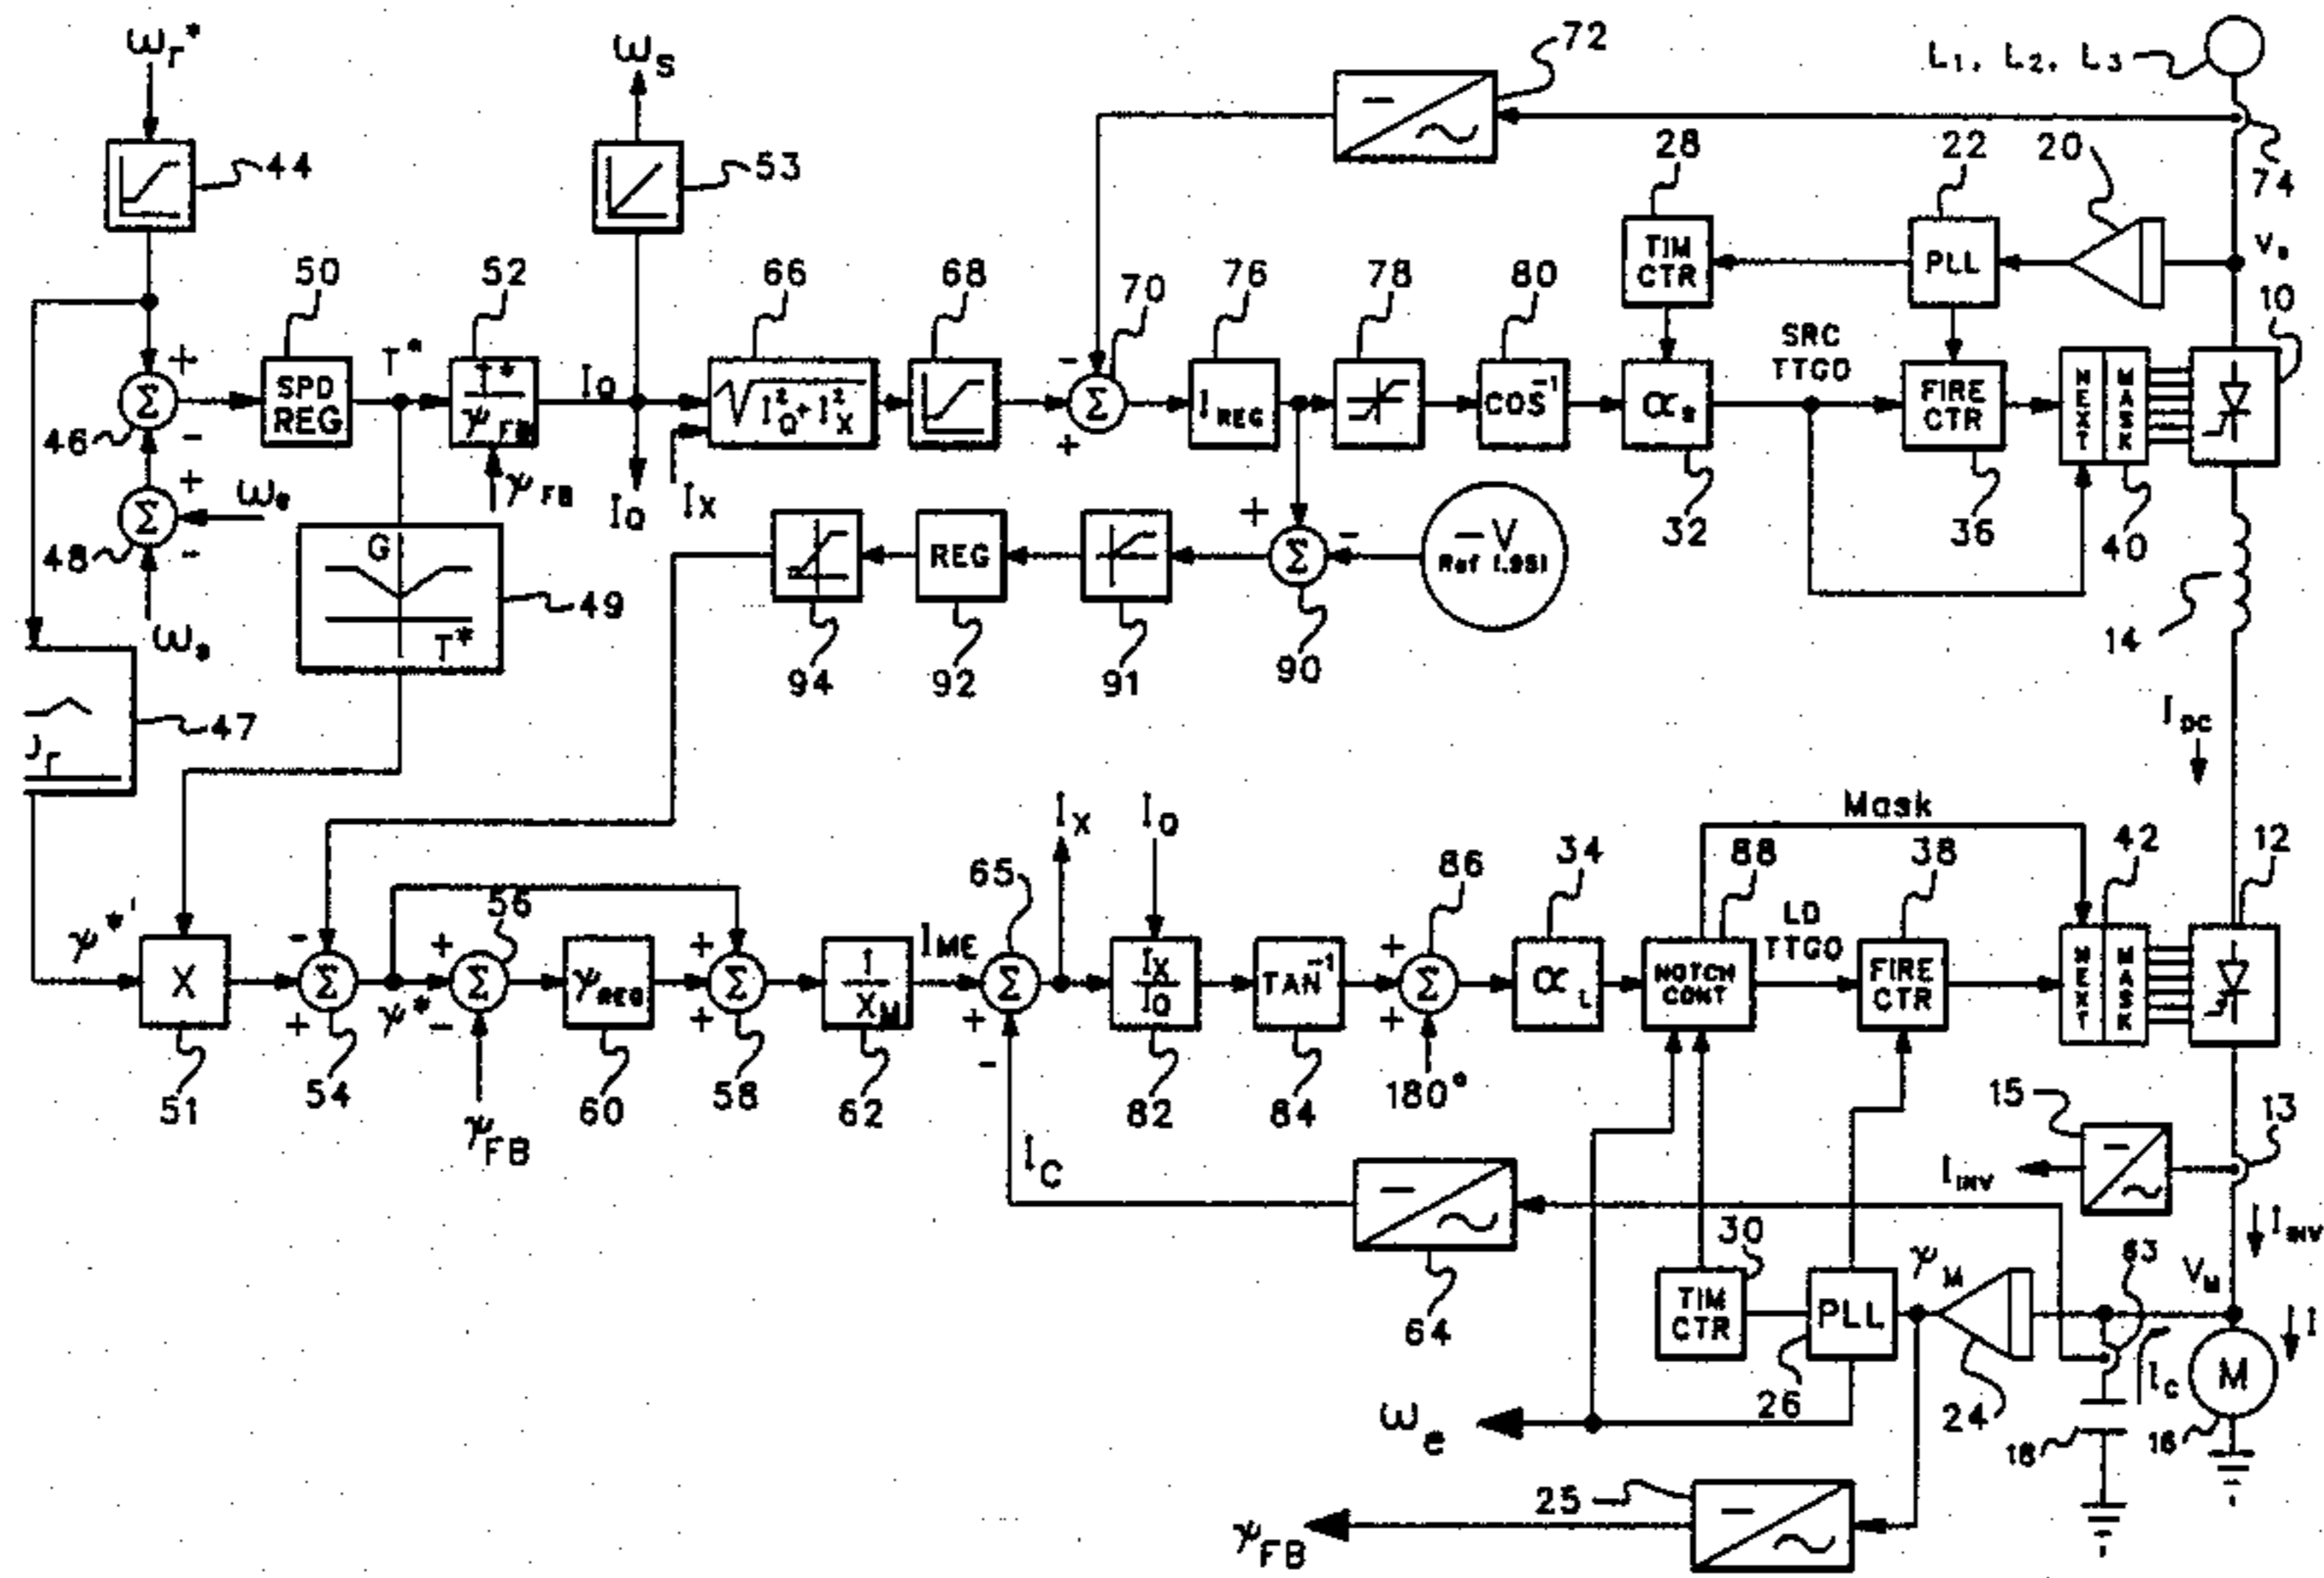 ωr*
ωs
72
L1, L2, L3
44
53
28
22
20
74
TIM
CTR
PLL
Vs
50
52
66
68
70
76
78
80
10
SRC
TTGO
T*
+
SPD
REG
T*
ψFB
IQ
√I²Q + I²X
-
Σ
+
IREG
COS⁻¹
αs
FIRE
CTR
NEXT
MASK
Σ
46
-
+
ωe
Σ
48
-
ωs
ψFB
IQ
IX
32
36
40
G
T*
49
REG
+
Σ
-
-V
Ref 1.951
94
92
91
90
14
47
IDC
IX
IQ
Mask
ψ*'
56
65
86
34
88
38
42
12
LD
TTGO
X
-
Σ
+
ψ*
+
Σ
-
ψREG
+
Σ
+
1
XM
IME
Σ
+
-
IX
IQ
TAN⁻¹
+
Σ
+
αL
NOTCH
CONT
FIRE
CTR
NEXT
MASK
51
54
ψFB
60
58
62
82
84
180°
15
13
IC
IINV
IINV
64
30
TIM
CTR
PLL
26
ψM
24
63
VM
I
IC
M
18
16
ωe
25
ψFB